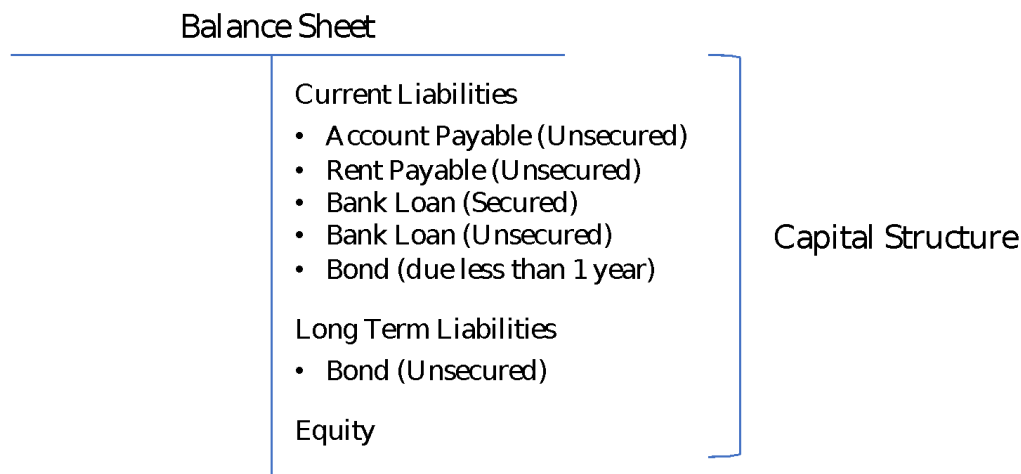 Balance Sheet
Current Liabilities
• Account Payable (Unsecured)
• Rent Payable (Unsecured)
• Bank Loan (Secured)
• Bank Loan (Unsecured)
• Bond (due less than 1 year)
Capital Structure
Long Term Liabilities
• Bond (Unsecured)
Equity